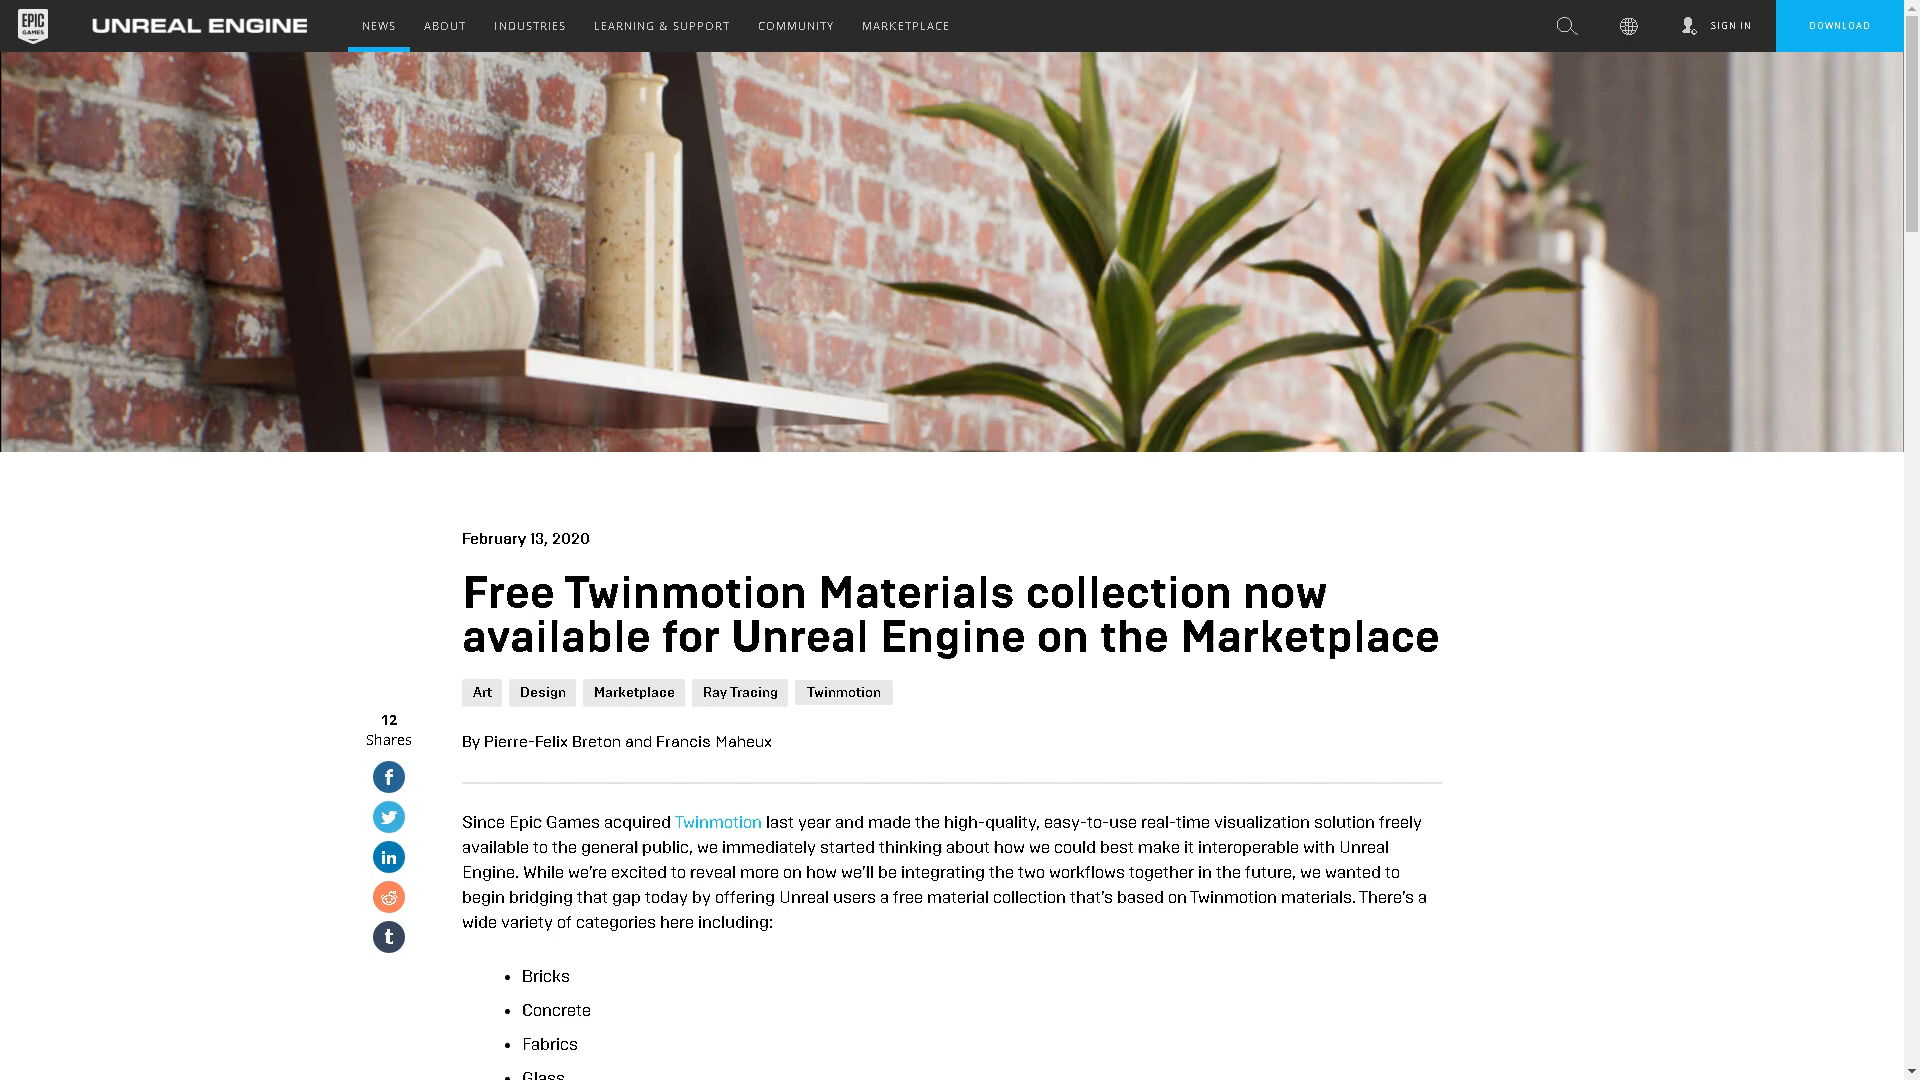 EPIC GAMES
UNREAL ENGINE
NEWS
ABOUT
INDUSTRIES
LEARNING & SUPPORT
COMMUNITY
MARKETPLACE
SIGN IN
DOWNLOAD
February 13, 2020
Free Twinmotion Materials collection now
available for Unreal Engine on the Marketplace
Art
Design
Marketplace
Ray Tracing
Twinmotion
12
Shares
By Pierre-Felix Breton and Francis Maheux
Since Epic Games acquired Twinmotion last year and made the high-quality, easy-to-use real-time visualization solution freely
available to the general public, we immediately started thinking about how we could best make it interoperable with Unreal
Engine. While we’re excited to reveal more on how we’ll be integrating the two workflows together in the future, we wanted to
begin bridging that gap today by offering Unreal users a free material collection that’s based on Twinmotion materials. There’s a
wide variety of categories here including:
• Bricks
• Concrete
• Fabrics
• Glass